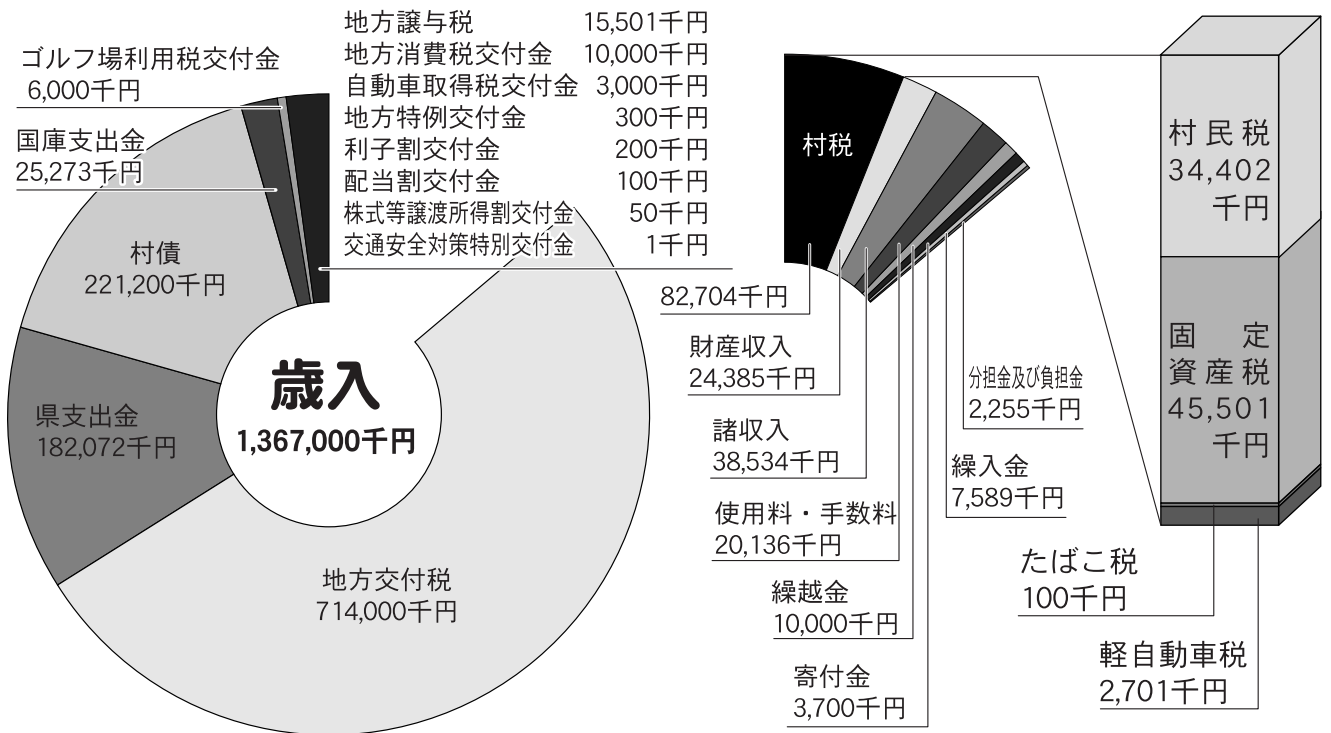 ゴルフ場利用税交付金
6,000千円
国庫支出金
25,273千円
村債
221,200千円
県支出金
182,072千円
地方交付税
714,000千円
歳入
1,367,000千円
地方譲与税 15,501千円
地方消費税交付金 10,000千円
自動車取得税交付金 3,000千円
地方特例交付金 300千円
利子割交付金 200千円
配当割交付金 100千円
株式等譲渡所得割交付金 50千円
交通安全対策特別交付金 1千円
村税
82,704千円
財産収入
24,385千円
諸収入
38,534千円
使用料・手数料
20,136千円
繰越金
10,000千円
寄付金
3,700千円
分担金及び負担金
2,255千円
繰入金
7,589千円
村民税
34,402
千円
固定
資産税
45,501
千円
たばこ税
100千円
軽自動車税
2,701千円